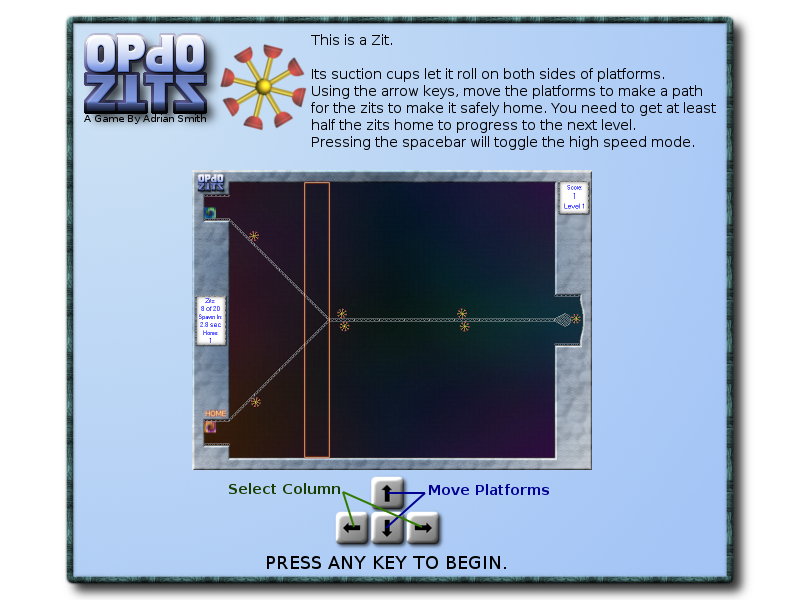 OPPO
ZITZ
A Game By Adrian Smith
This is a Zit.
Its suction cups let it roll on both sides of platforms.
Using the arrow keys, move the platforms to make a path
for the zits to make it safely home. You need to get at least
half the zits home to progress to the next level.
Pressing the spacebar will toggle the high speed mode.
OPPO
ZITZ
Score:
1
Level 1
Zits:
8 of 20
Spawn In:
2.8 sec
Home:
1
HOME
Select Column
Move Platforms
PRESS ANY KEY TO BEGIN.